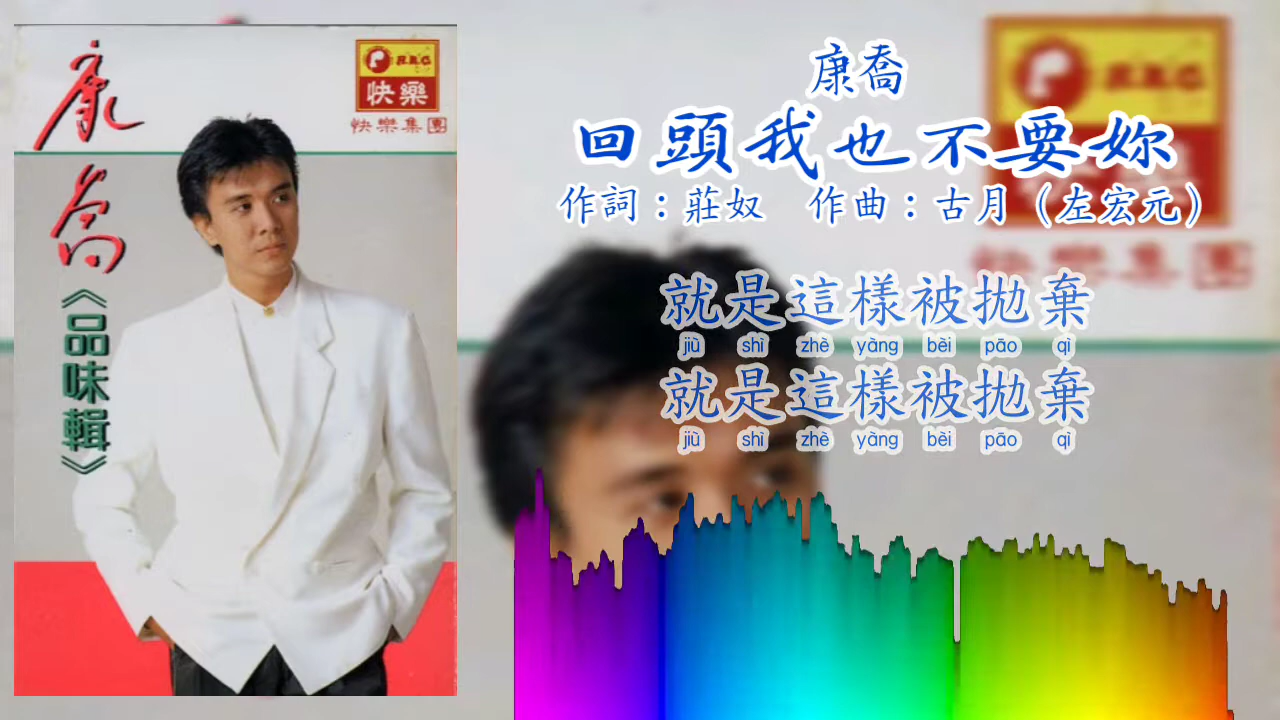 康喬
《品味輯》
H.L.C.
快樂
快樂集團
康喬
回頭我也不要妳
作詞：莊奴 作曲：古月（左宏元）
就是這樣被拋棄
jiù shì zhè yàng bèi pāo qì
就是這樣被拋棄
jiù shì zhè yàng bèi pāo qì